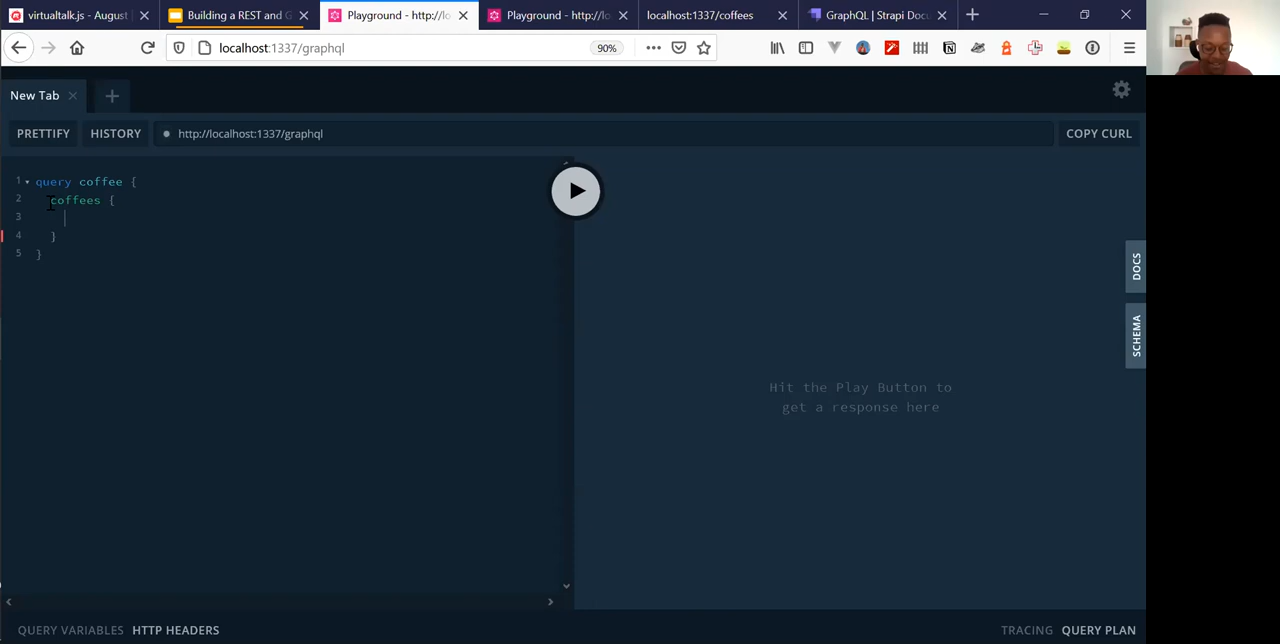 virtualtalk.js - August
Building a REST and G
Playground - http://lo
Playground - http://lo
localhost:1337/coffees
GraphQL | Strapi Doc
localhost:1337/graphql
90%
New Tab
PRETTIFY
HISTORY
http://localhost:1337/graphql
COPY CURL
1 query coffee {
2 coffees {
3
4 }
5 }
Hit the Play Button to
get a response here
DOCS
SCHEMA
QUERY VARIABLES
HTTP HEADERS
TRACING
QUERY PLAN